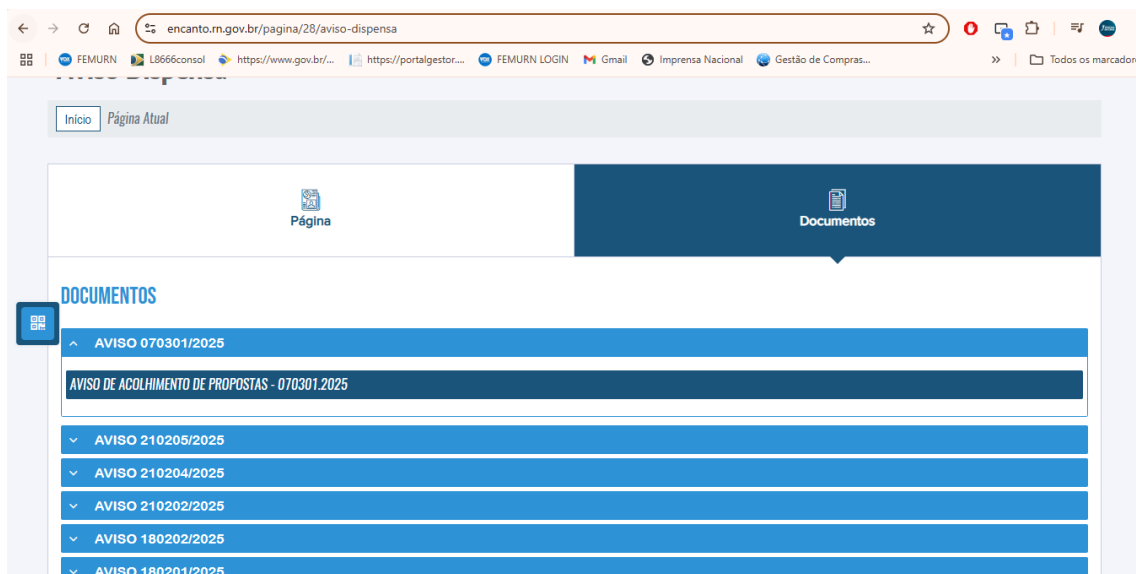 encanto.rn.gov.br/pagina/28/aviso-dispensa
FEMURN L8666consol https://www.gov.br/... https://portalgestor.... FEMURN LOGIN Gmail Imprensa Nacional Gestão de Compras... » Todos os marcador
Aviso Dispensa
Início Página Atual
Página
Documentos
DOCUMENTOS
AVISO 070301/2025
AVISO DE ACOLHIMENTO DE PROPOSTAS - 070301.2025
AVISO 210205/2025
AVISO 210204/2025
AVISO 210202/2025
AVISO 180202/2025
AVISO 180201/2025